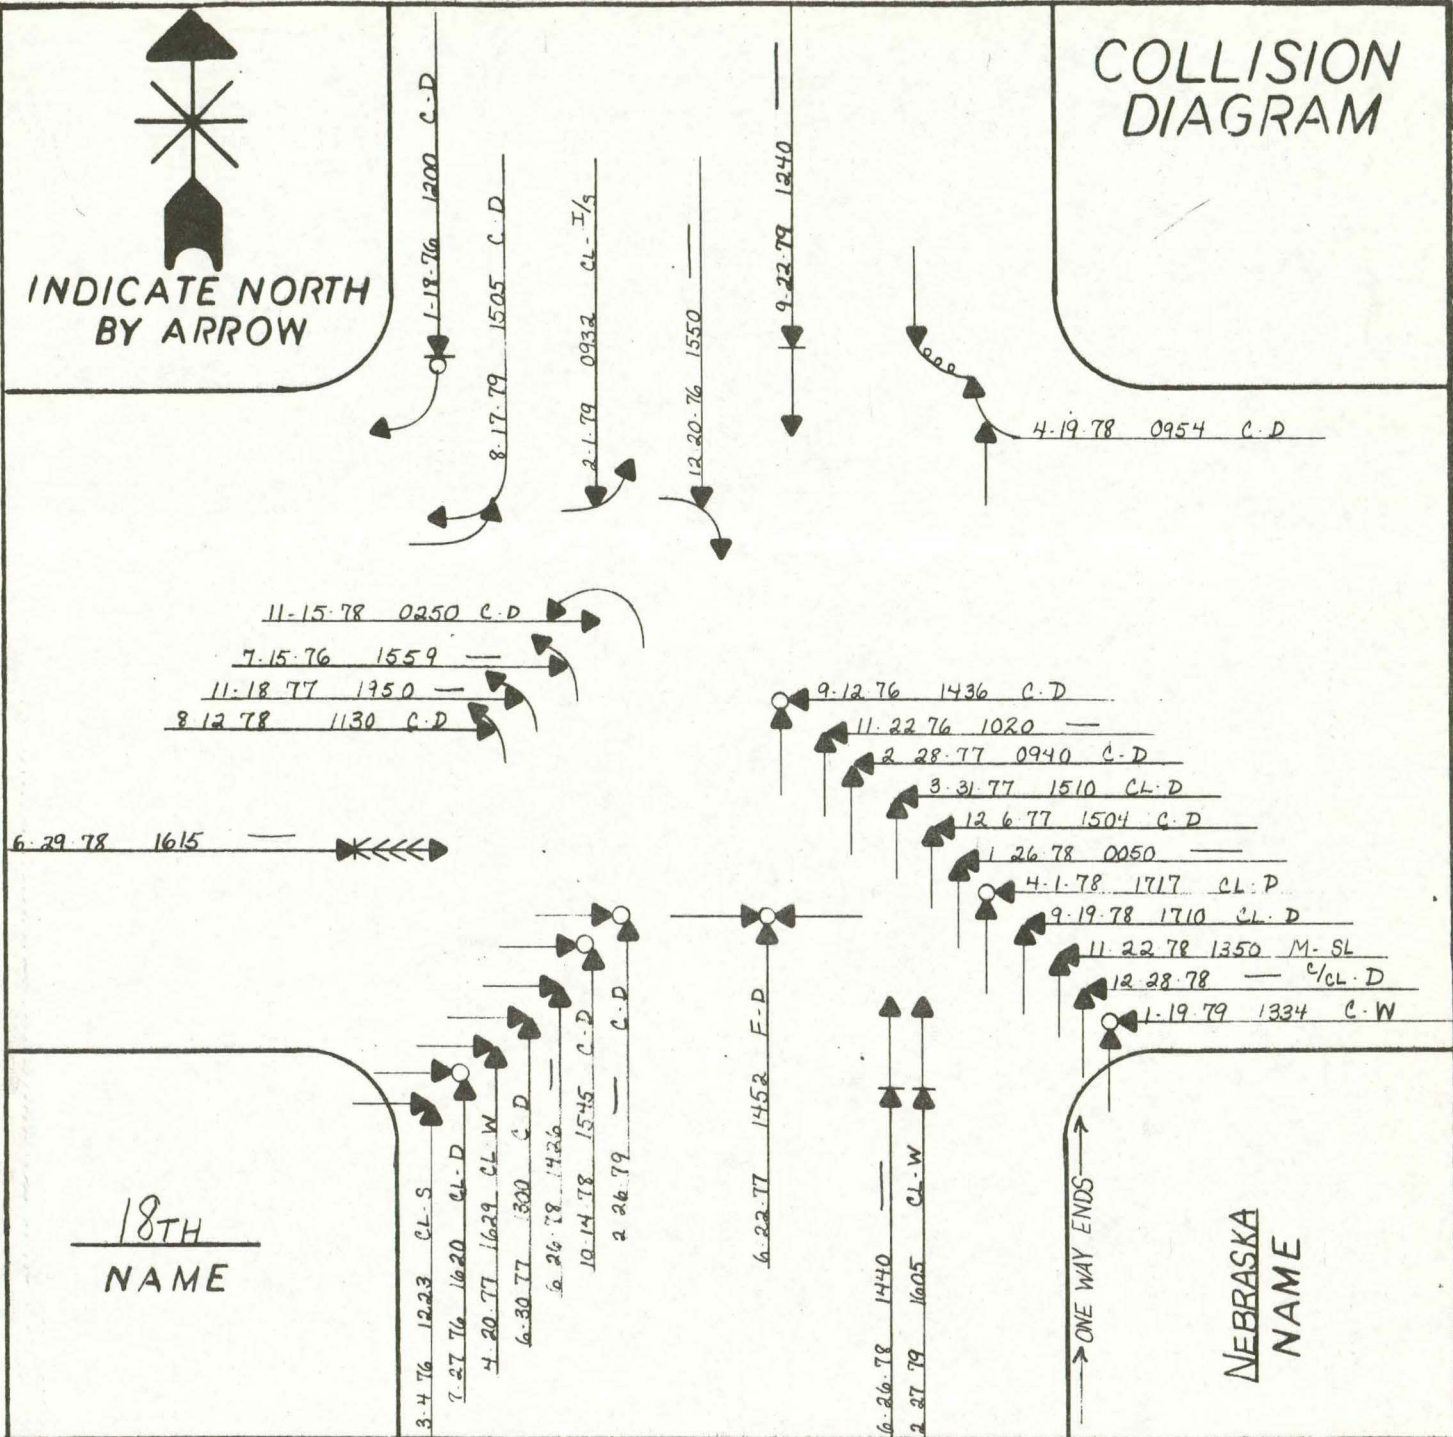 COLLISION
DIAGRAM
INDICATE NORTH
BY ARROW
1-18-76 1200 C-D
8-17-79 1505 C D
2-1-79 0932 CL- I/S
12-20-76 1550 —
9-22-79 1240 —
4-19-78 0954 C-D
11-15-78 0250 C-D
7-15-76 1559 —
11-18-77 1950 —
8 12 78 1130 C-D
6-29-78 1615 —
9-12-76 1436 C-D
11-22-76 1020 —
2 28-77 0940 C-D
3-31-77 1510 CL-D
12 6-77 1504 C-D
1 26-78 0050 —
4-1-78 1717 CL-D
9-19-78 1710 CL-D
11-22-78 1350 M-SL
12-28-78 — C/CL-D
1-19-79 1334 C-W
3-4 76 1223 CL-S
7-27 76 1620 CL-D
4-20-77 1629 CL W
6-30 77 1300 C D
6 26-78 1426 —
10-14-78 1545 C-D
2 26-79 — C-D
6-22-77 1452 F-D
6-26-78 1440 —
2 27 79 1605 CL-W
ONE WAY ENDS
18TH
NAME
NEBRASKA
NAME